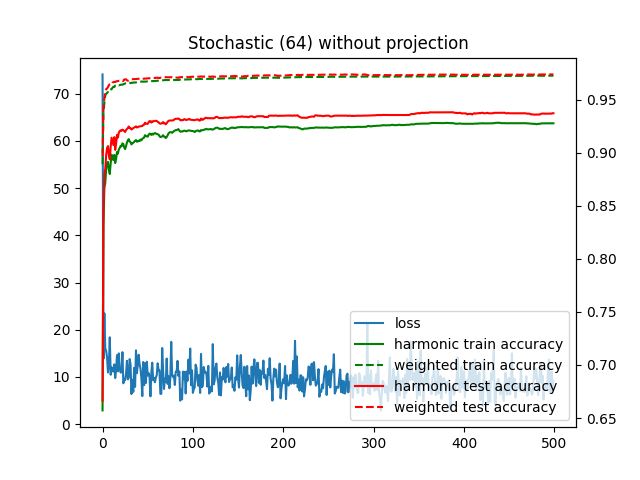 Stochastic (64) without projection
70
60
50
40
30
20
10
0
0.95
0.90
0.85
0.80
0.75
0.70
0.65
loss
harmonic train accuracy
weighted train accuracy
harmonic test accuracy
weighted test accuracy
0 100 200 300 400 500